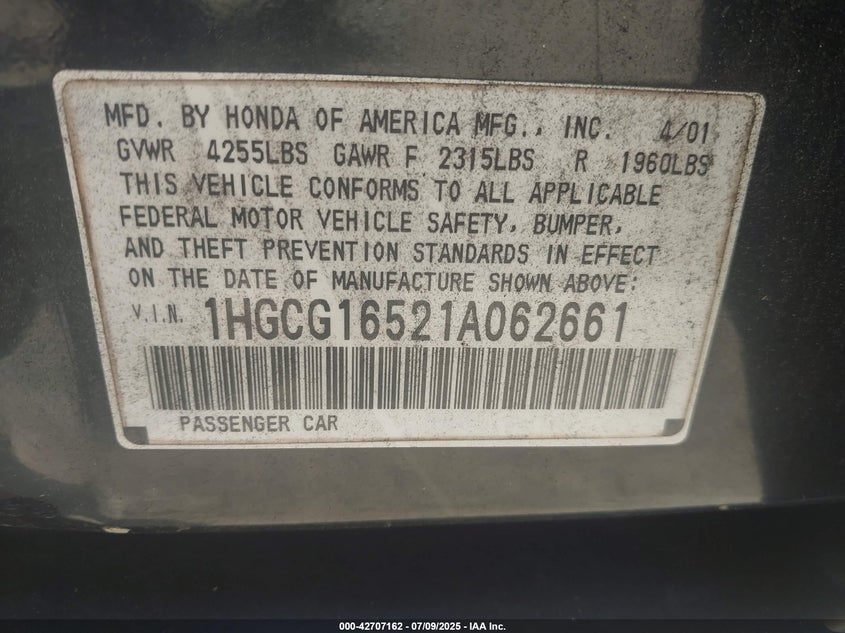 MFD. BY HONDA OF AMERICA MFG., INC. 4/01
GVWR 4255LBS GAWR F 2315LBS R 1960LBS
THIS VEHICLE CONFORMS TO ALL APPLICABLE
FEDERAL MOTOR VEHICLE SAFETY, BUMPER,
AND THEFT PREVENTION STANDARDS IN EFFECT
ON THE DATE OF MANUFACTURE SHOWN ABOVE:
V.I.N. 1HGCG16521A062661
PASSENGER CAR
000-42707162 - 07/09/2025 - IAA Inc.